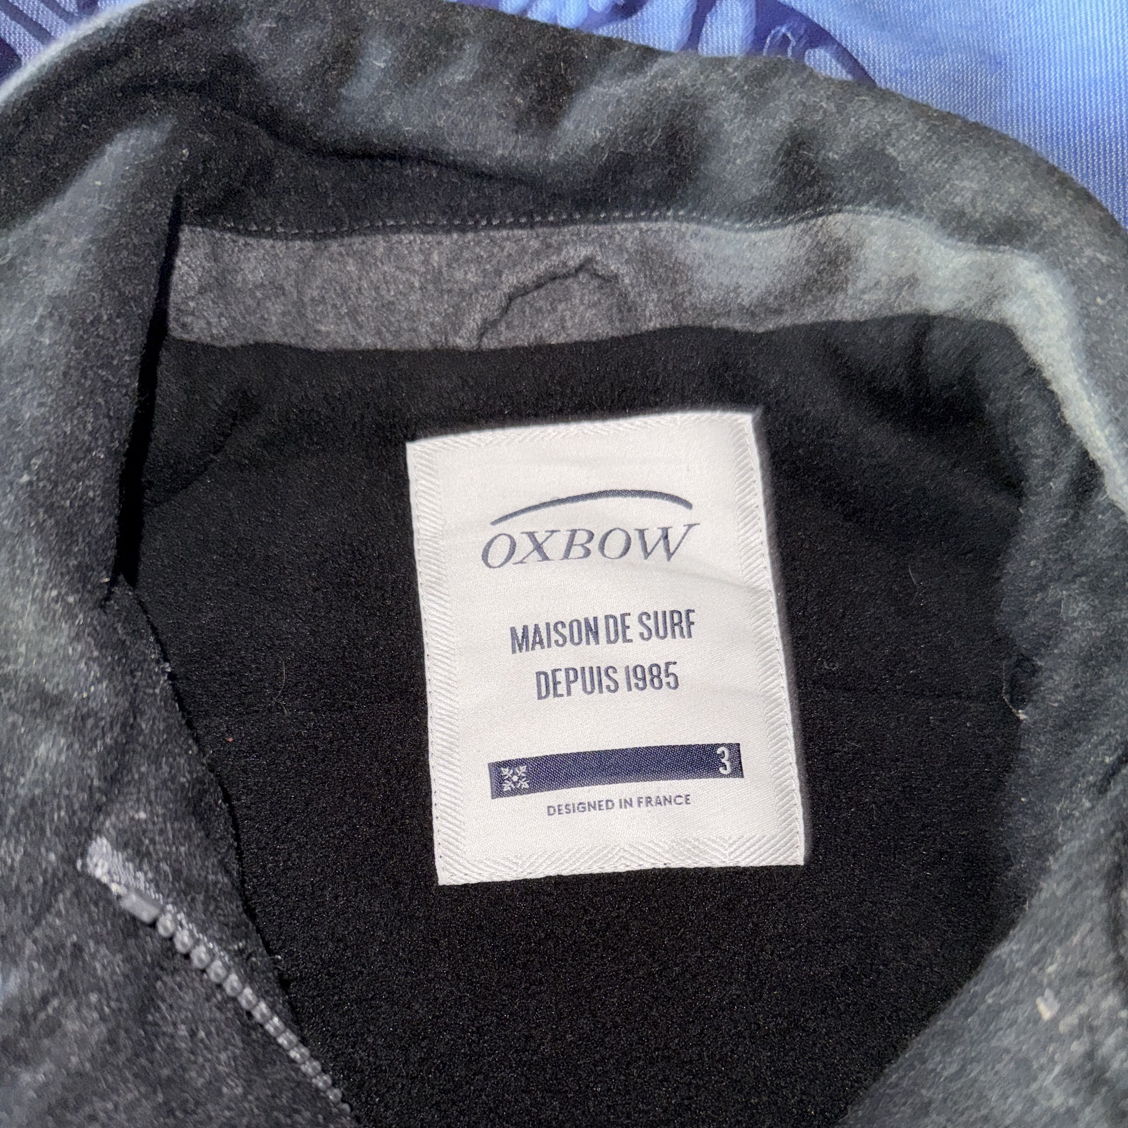 OXBOW
MAISON DE SURF
DEPUIS 1985
3
DESIGNED IN FRANCE